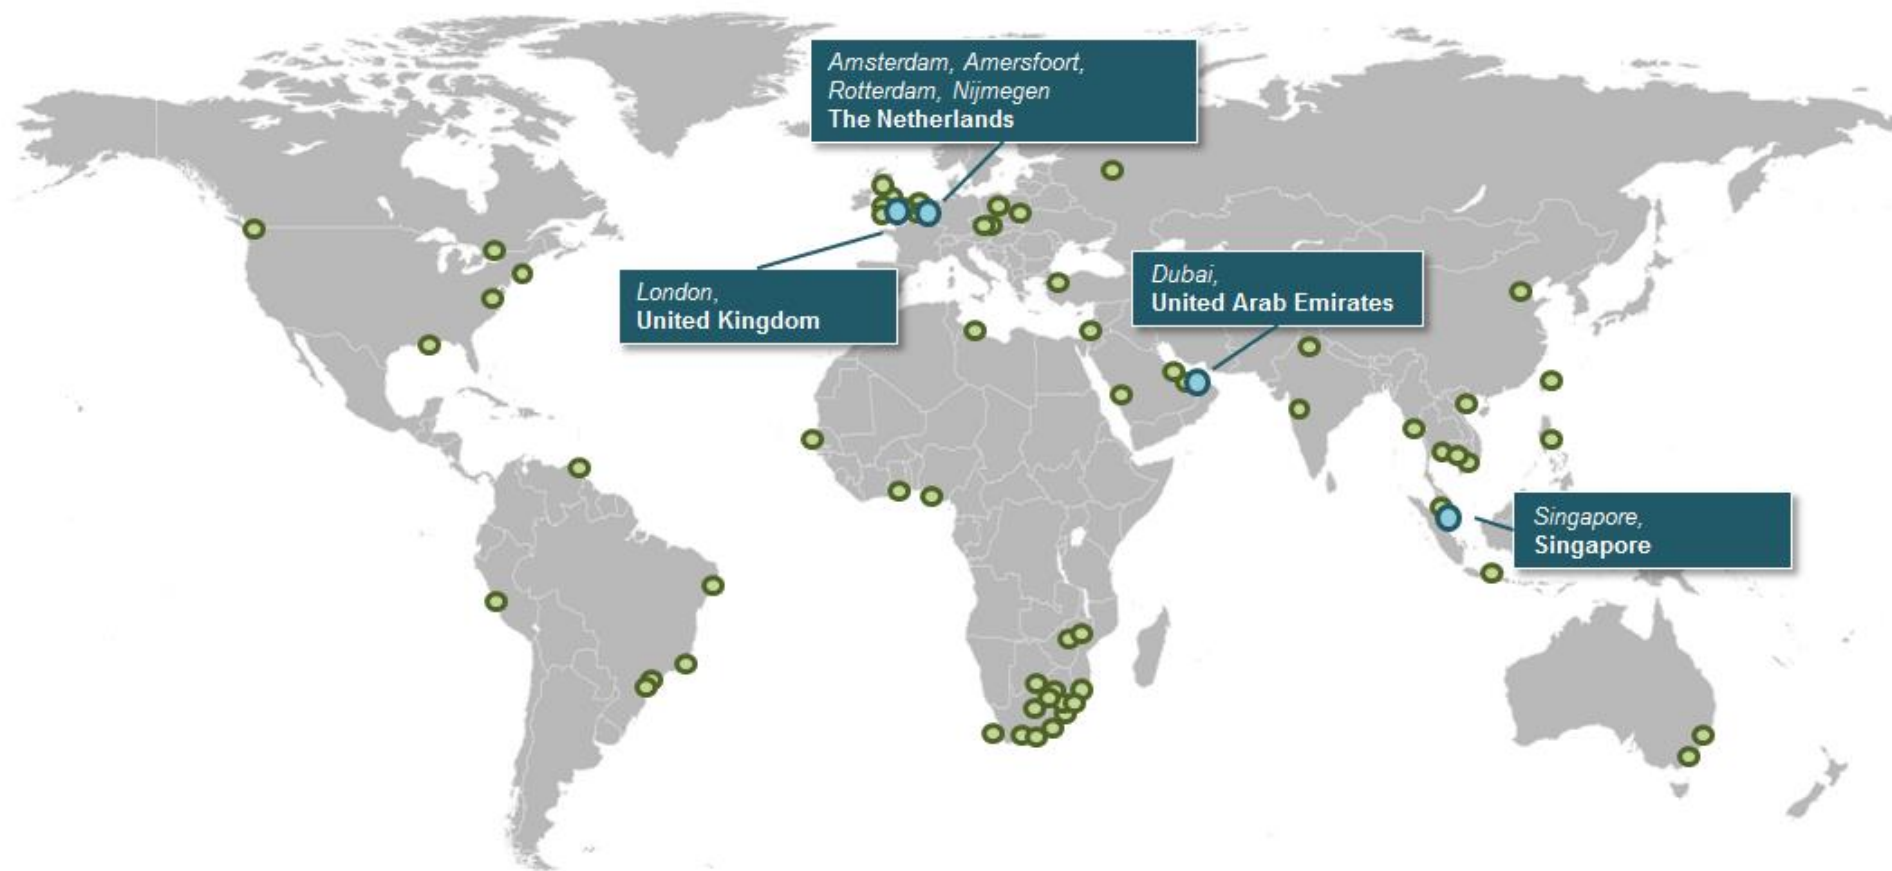 Amsterdam, Amersfoort,
Rotterdam, Nijmegen
The Netherlands
London,
United Kingdom
Dubai,
United Arab Emirates
Singapore,
Singapore